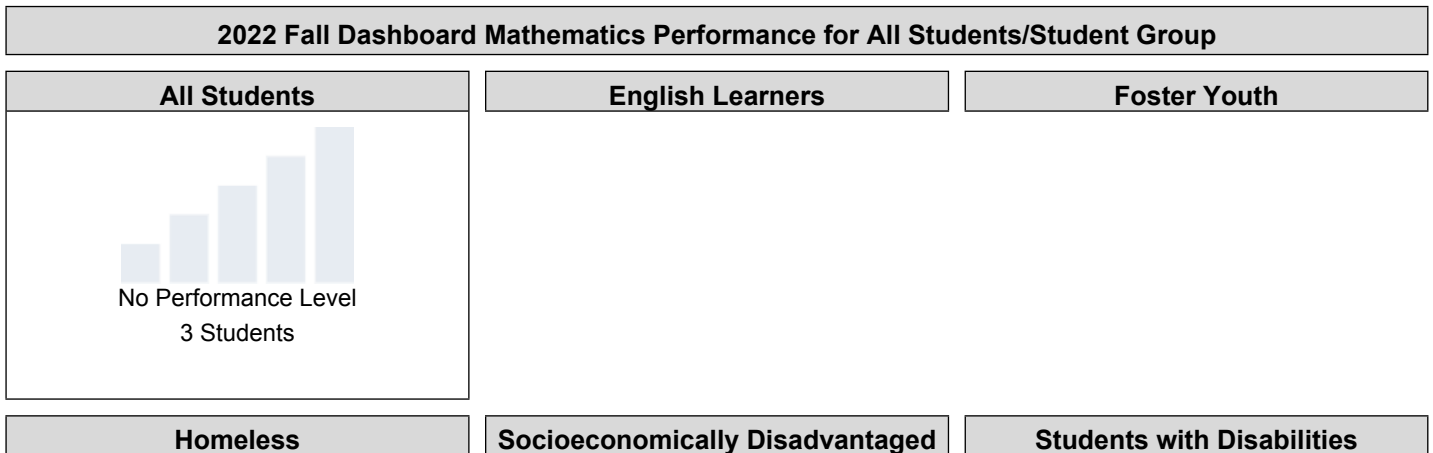 2022 Fall Dashboard Mathematics Performance for All Students/Student Group
All Students
English Learners
Foster Youth
No Performance Level
3 Students
Homeless
Socioeconomically Disadvantaged
Students with Disabilities